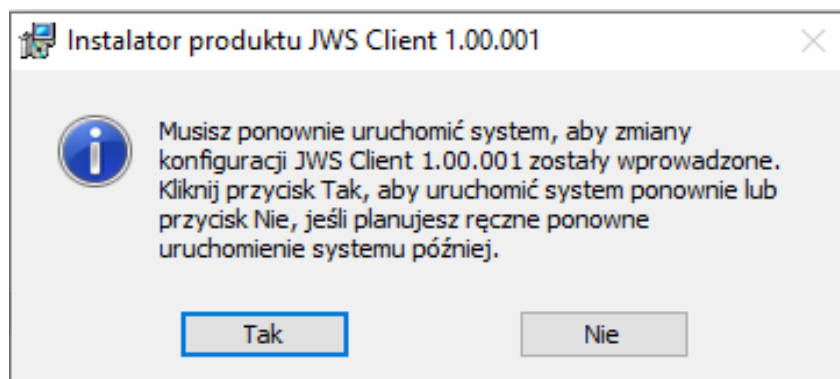 Instalator produktu JWS Client 1.00.001
Musisz ponownie uruchomić system, aby zmiany
konfiguracji JWS Client 1.00.001 zostały wprowadzone.
Kliknij przycisk Tak, aby uruchomić system ponownie lub
przycisk Nie, jeśli planujesz ręczne ponowne
uruchomienie systemu później.
Tak
Nie